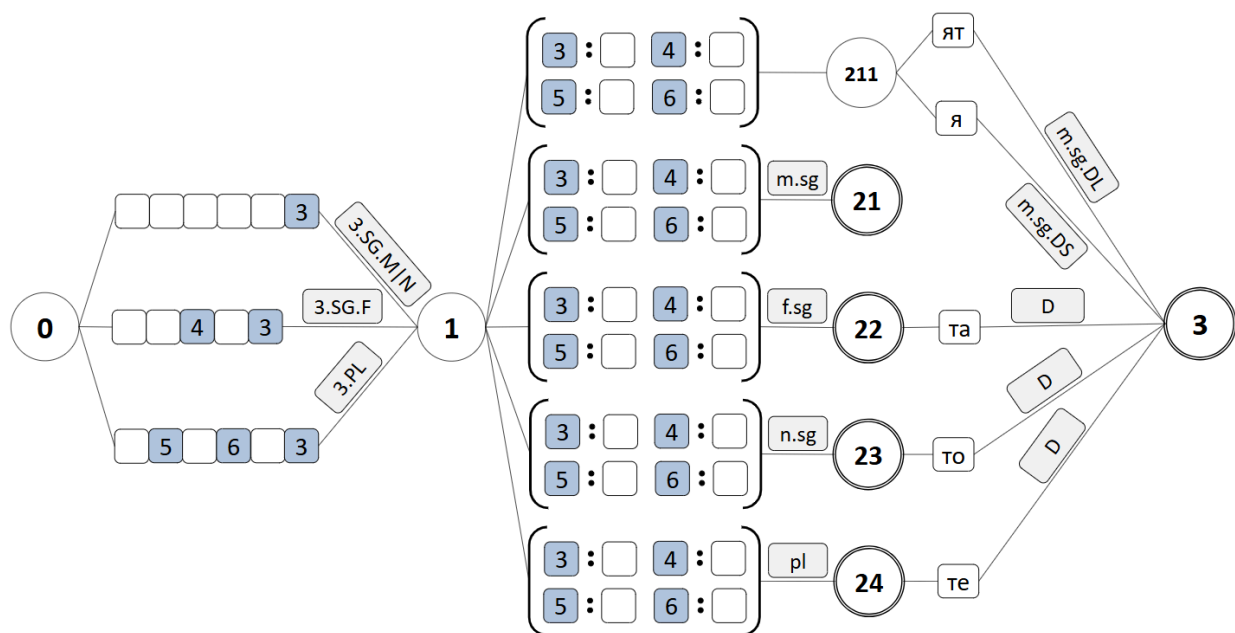 3 : 4 :
5 : 6 :
211
ят
я
m.sg.DL
m.sg.DS
3
3.SG.M|N
3 : 4 :
5 : 6 :
m.sg
21
0
4 3
3.SG.F
1
3 : 4 :
5 : 6 :
f.sg
22
та
D
3
5 6 3
3.PL
3 : 4 :
5 : 6 :
n.sg
23
то
D
3 : 4 :
5 : 6 :
pl
24
те
D